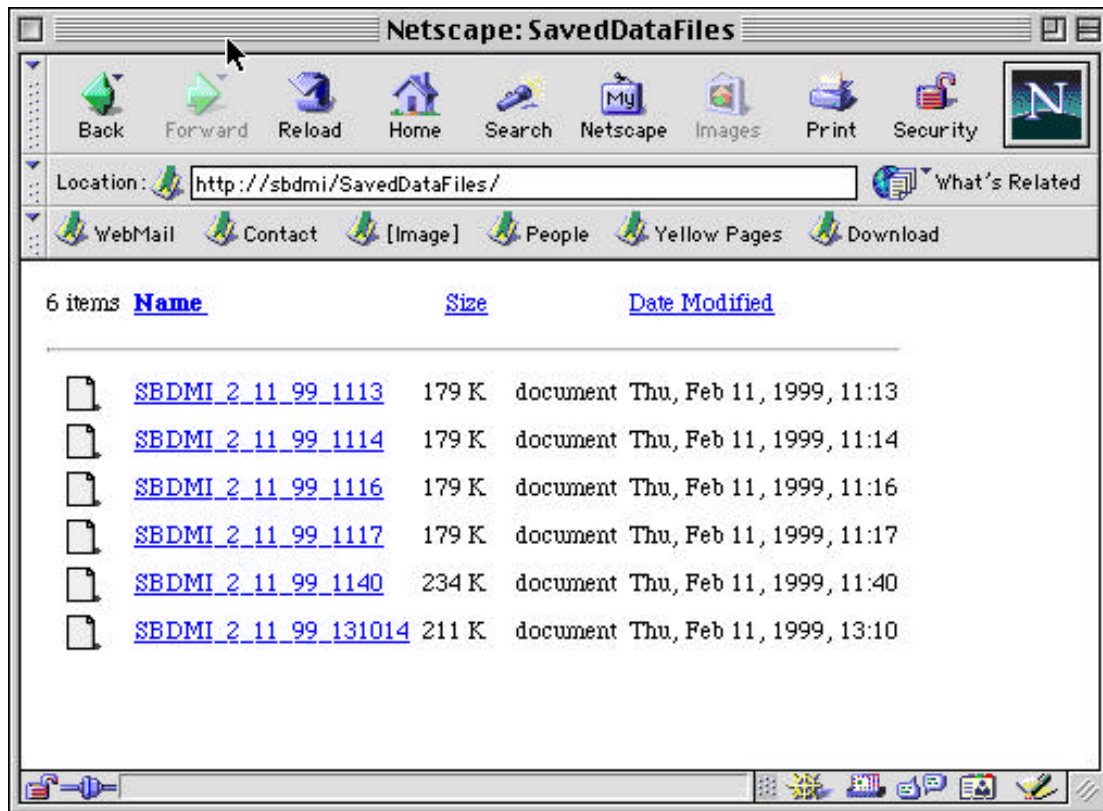 Netscape: SavedDataFiles
Back Forward Reload Home Search My Netscape Images Print Security N
Location: http://sbdmi/SavedDataFiles/ What's Related
WebMail Contact [Image] People Yellow Pages Download
6 items Name Size Date Modified
SBDMI_2_11_99_1113 179 K document Thu, Feb 11, 1999, 11:13
SBDMI_2_11_99_1114 179 K document Thu, Feb 11, 1999, 11:14
SBDMI_2_11_99_1116 179 K document Thu, Feb 11, 1999, 11:16
SBDMI_2_11_99_1117 179 K document Thu, Feb 11, 1999, 11:17
SBDMI_2_11_99_1140 234 K document Thu, Feb 11, 1999, 11:40
SBDMI_2_11_99_131014 211 K document Thu, Feb 11, 1999, 13:10